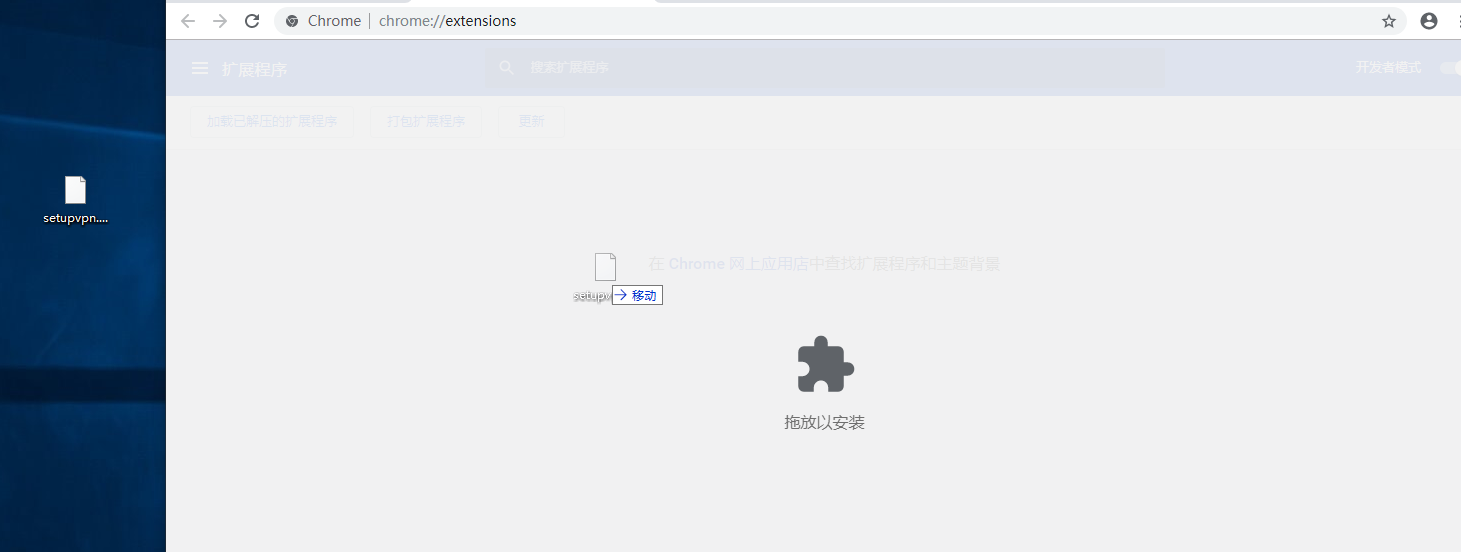 Chrome | chrome://extensions
扩展程序
搜索扩展程序
开发者模式
加载已解压的扩展程序
打包扩展程序
更新
setupvpn....
在 Chrome 网上应用店中查找扩展程序和主题背景
setupv
移动
拖放以安装